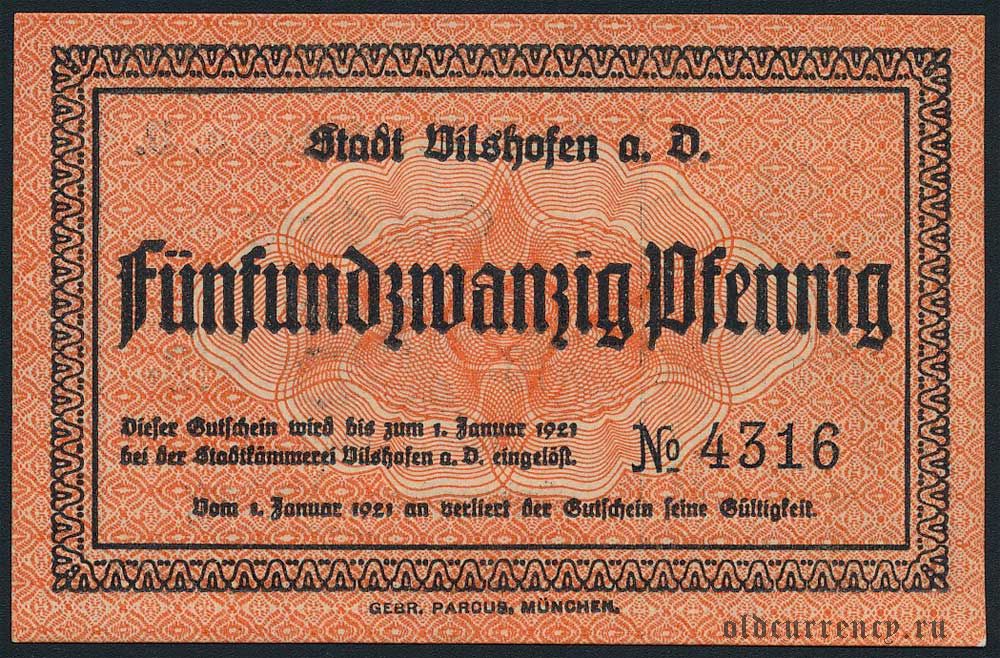 Stadt Vilshofen a. D.
Fünfundzwanzig Pfennig
Dieser Gutschein wird bis zum 1. Januar 1921
bei der Stadtkämmerei Vilshofen a. D. eingelöst.
No 4316
Vom 1. Januar 1921 an verliert der Gutschein seine Gültigkeit.
GEBR. PARCUS, MÜNCHEN.
oldcurrency.ru